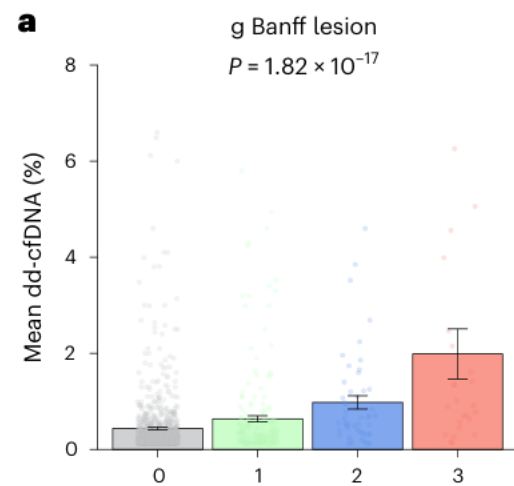 a
g Banff lesion
P = 1.82 × 10⁻¹⁷
Mean dd-cfDNA (%)
8
6
4
2
0
0 1 2 3